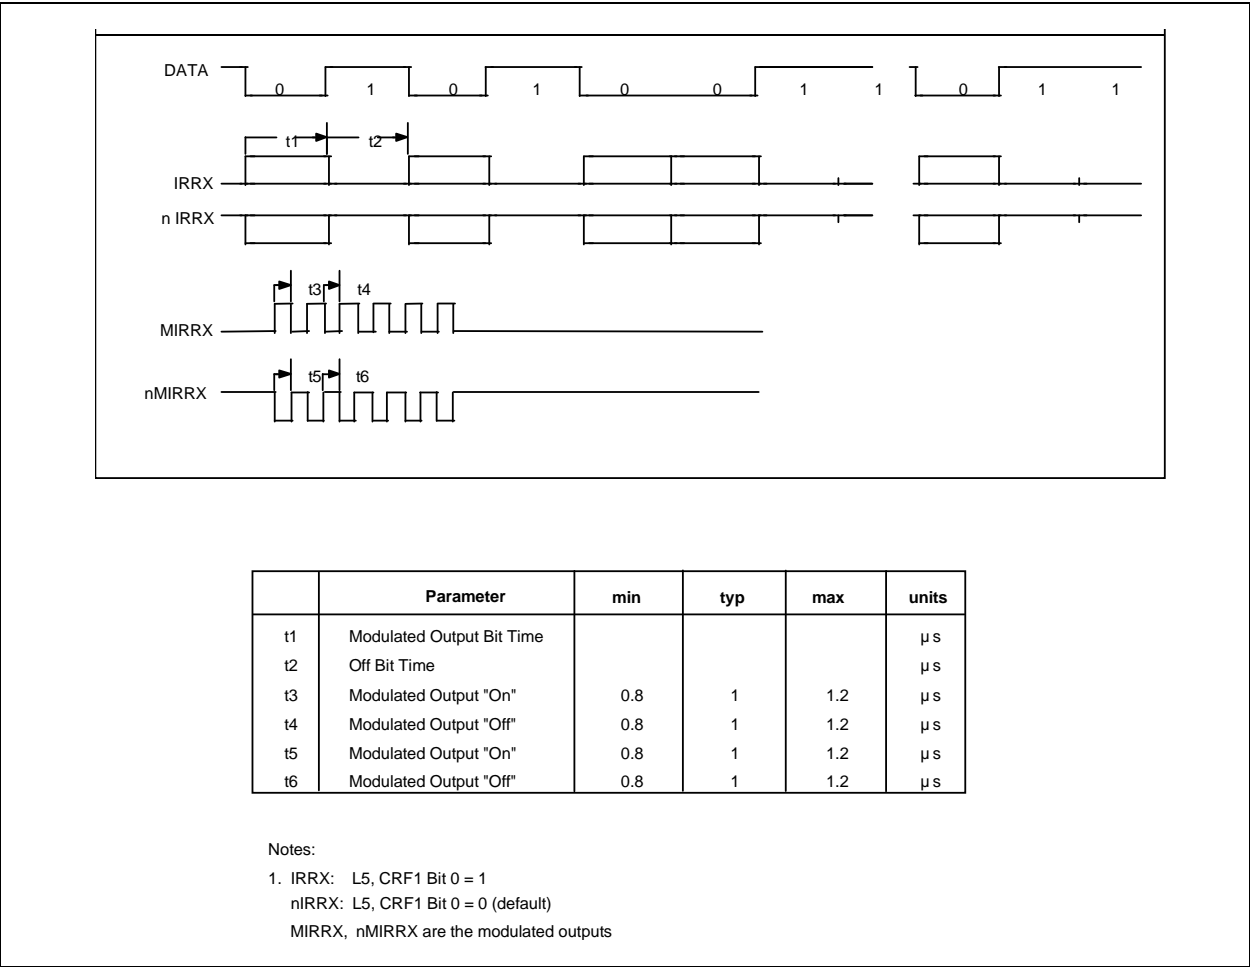 DATA
0 1 0 1 0 0 1 1 0 1 1
t1 t2
IRRX
n IRRX
t3 t4
MIRRX
t5 t6
nMIRRX
Parameter min typ max units
t1 Modulated Output Bit Time µs
t2 Off Bit Time µs
t3 Modulated Output "On" 0.8 1 1.2 µs
t4 Modulated Output "Off" 0.8 1 1.2 µs
t5 Modulated Output "On" 0.8 1 1.2 µs
t6 Modulated Output "Off" 0.8 1 1.2 µs
Notes:
1. IRRX: L5, CRF1 Bit 0 = 1
nIRRX: L5, CRF1 Bit 0 = 0 (default)
MIRRX, nMIRRX are the modulated outputs